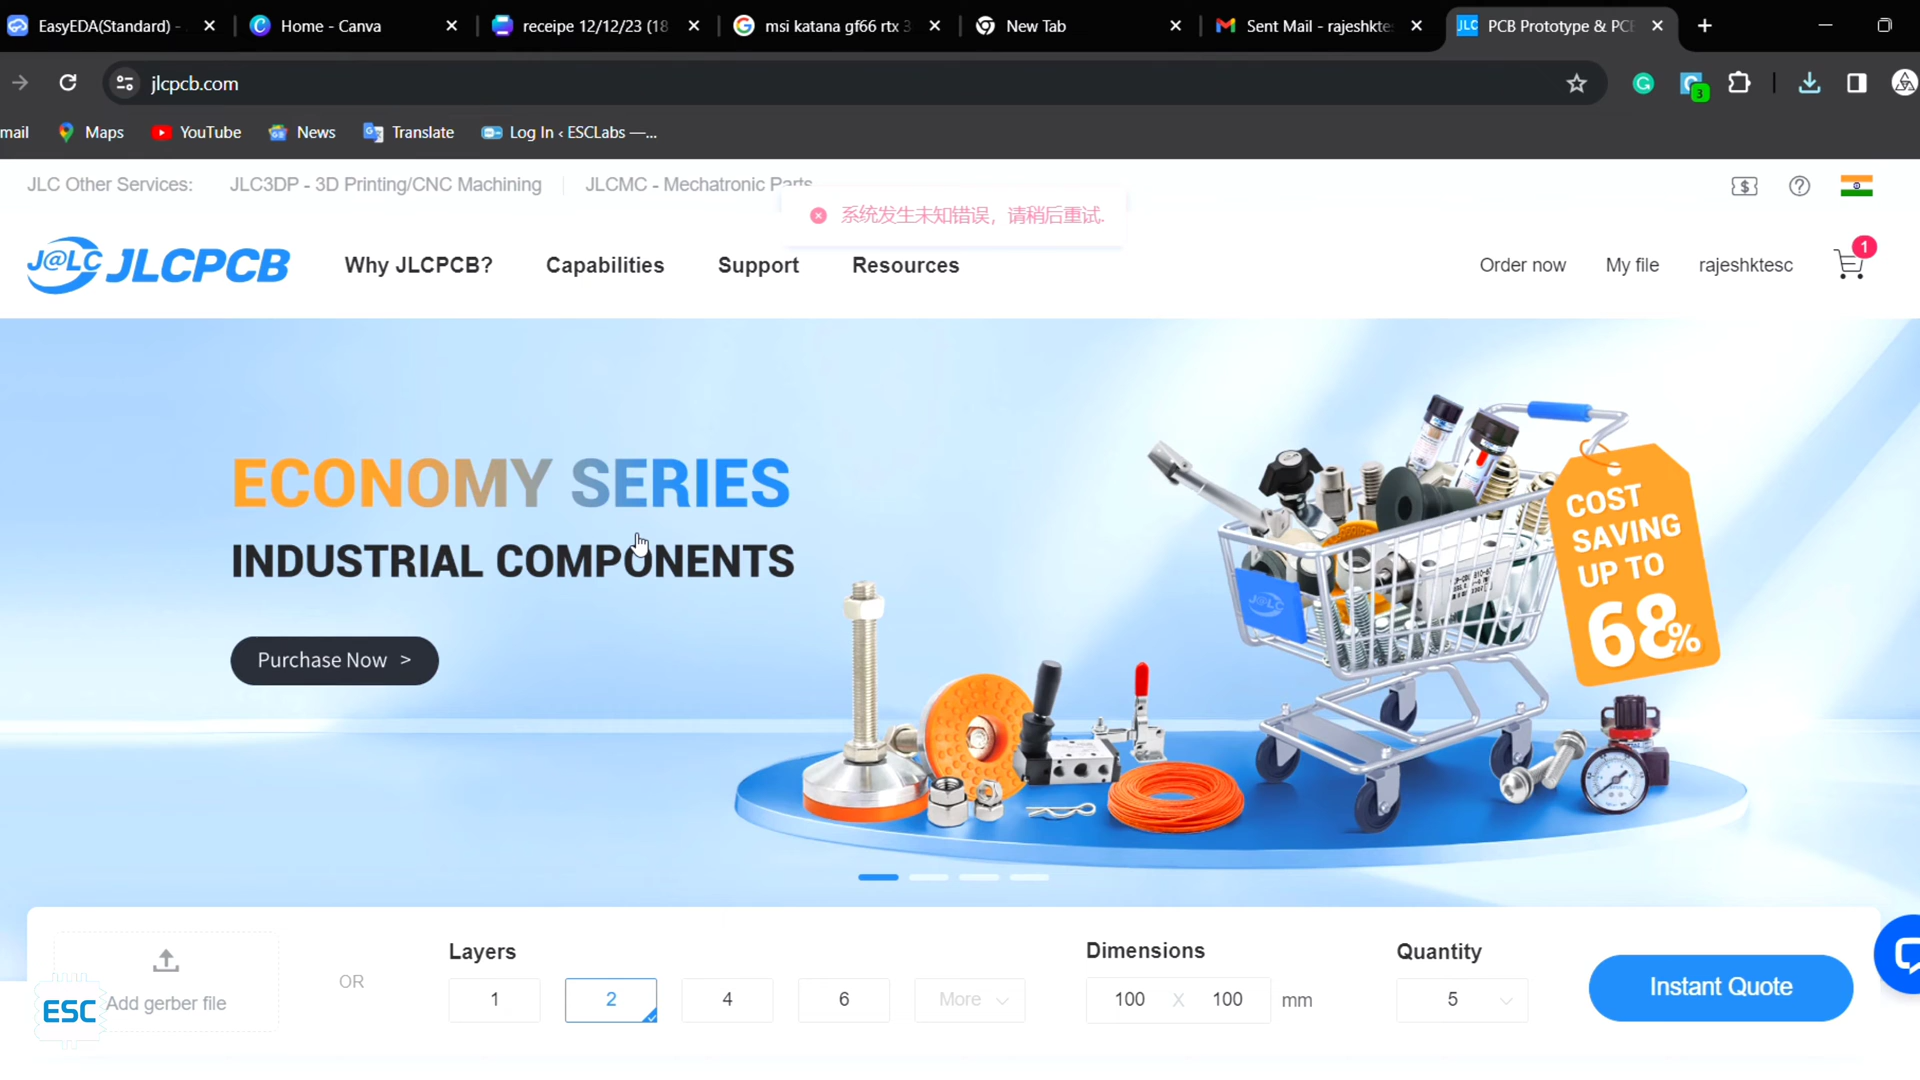 EasyEDA(Standard) -
Home - Canva
receipe 12/12/23 (18
msi katana gf66 rtx 3
New Tab
Sent Mail - rajeshkte
JLC PCB Prototype & PC
jlcpcb.com
3
mail
Maps
YouTube
News
Translate
Log In ‹ ESCLabs —...
JLC Other Services:
JLC3DP - 3D Printing/CNC Machining
JLCMC - Mechatronic Parts
系统发生未知错误，请稍后重试.
J@LC JLCPCB
Why JLCPCB?
Capabilities
Support
Resources
Order now
My file
rajeshktesc
1
ECONOMY SERIES
INDUSTRIAL COMPONENTS
Purchase Now >
J@LC
COST
SAVING
UP TO
68%
Add gerber file
ESC
OR
Layers
1
2
4
6
More
Dimensions
100 X 100 mm
Quantity
5
Instant Quote